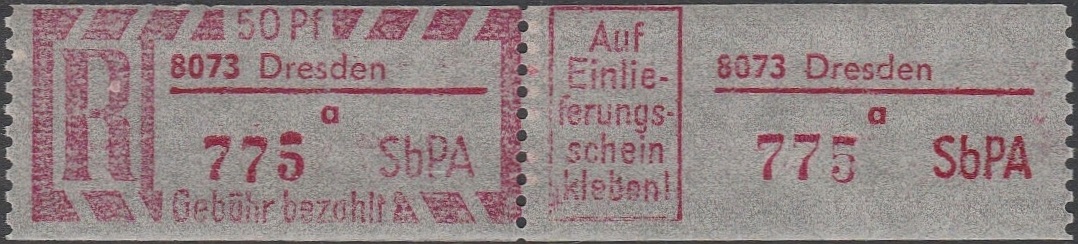 50 Pf
R
8073 Dresden
a
775 SbPA
Gebühr bezahlt
Auf
Einlie-
ferungs-
schein
kleben!
8073 Dresden
a
775 SbPA